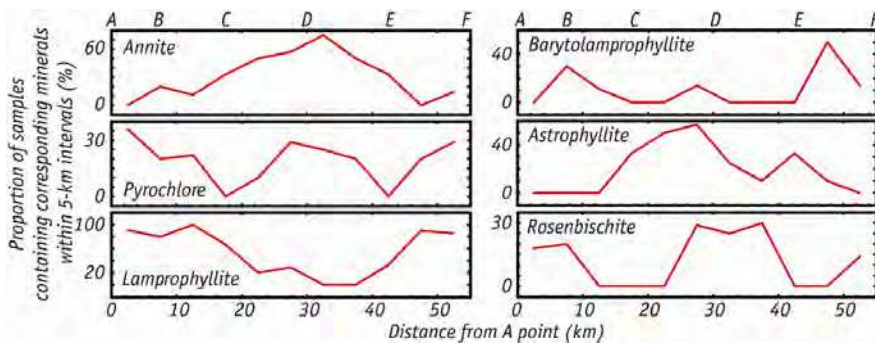 A B C D E F A B C D E F
Proportion of samples
containing corresponding minerals
within 5-km intervals (%)
60
0
Annite
40
0
Barytolamprophyllite
30
0
Pyrochlore
40
0
Astrophyllite
100
20
Lamprophyllite
30
0
Rosenbischite
0 10 20 30 40 50 0 10 20 30 40 50
Distance from A point (km)